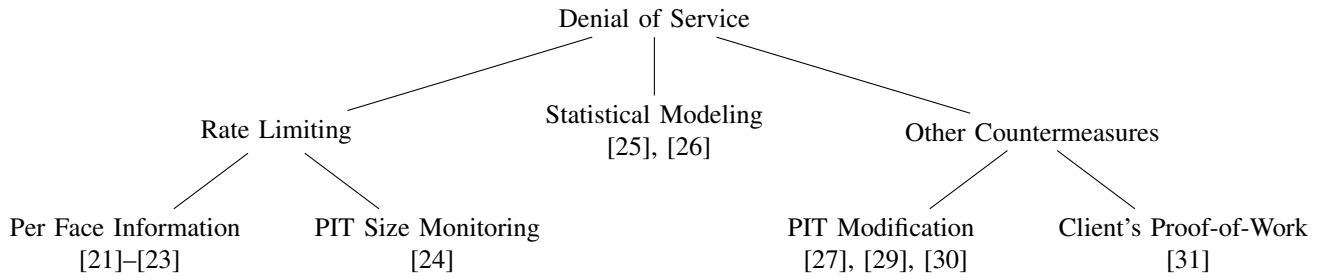 Denial of Service
Rate Limiting
Statistical Modeling
[25], [26]
Other Countermeasures
Per Face Information
[21]–[23]
PIT Size Monitoring
[24]
PIT Modification
[27], [29], [30]
Client's Proof-of-Work
[31]